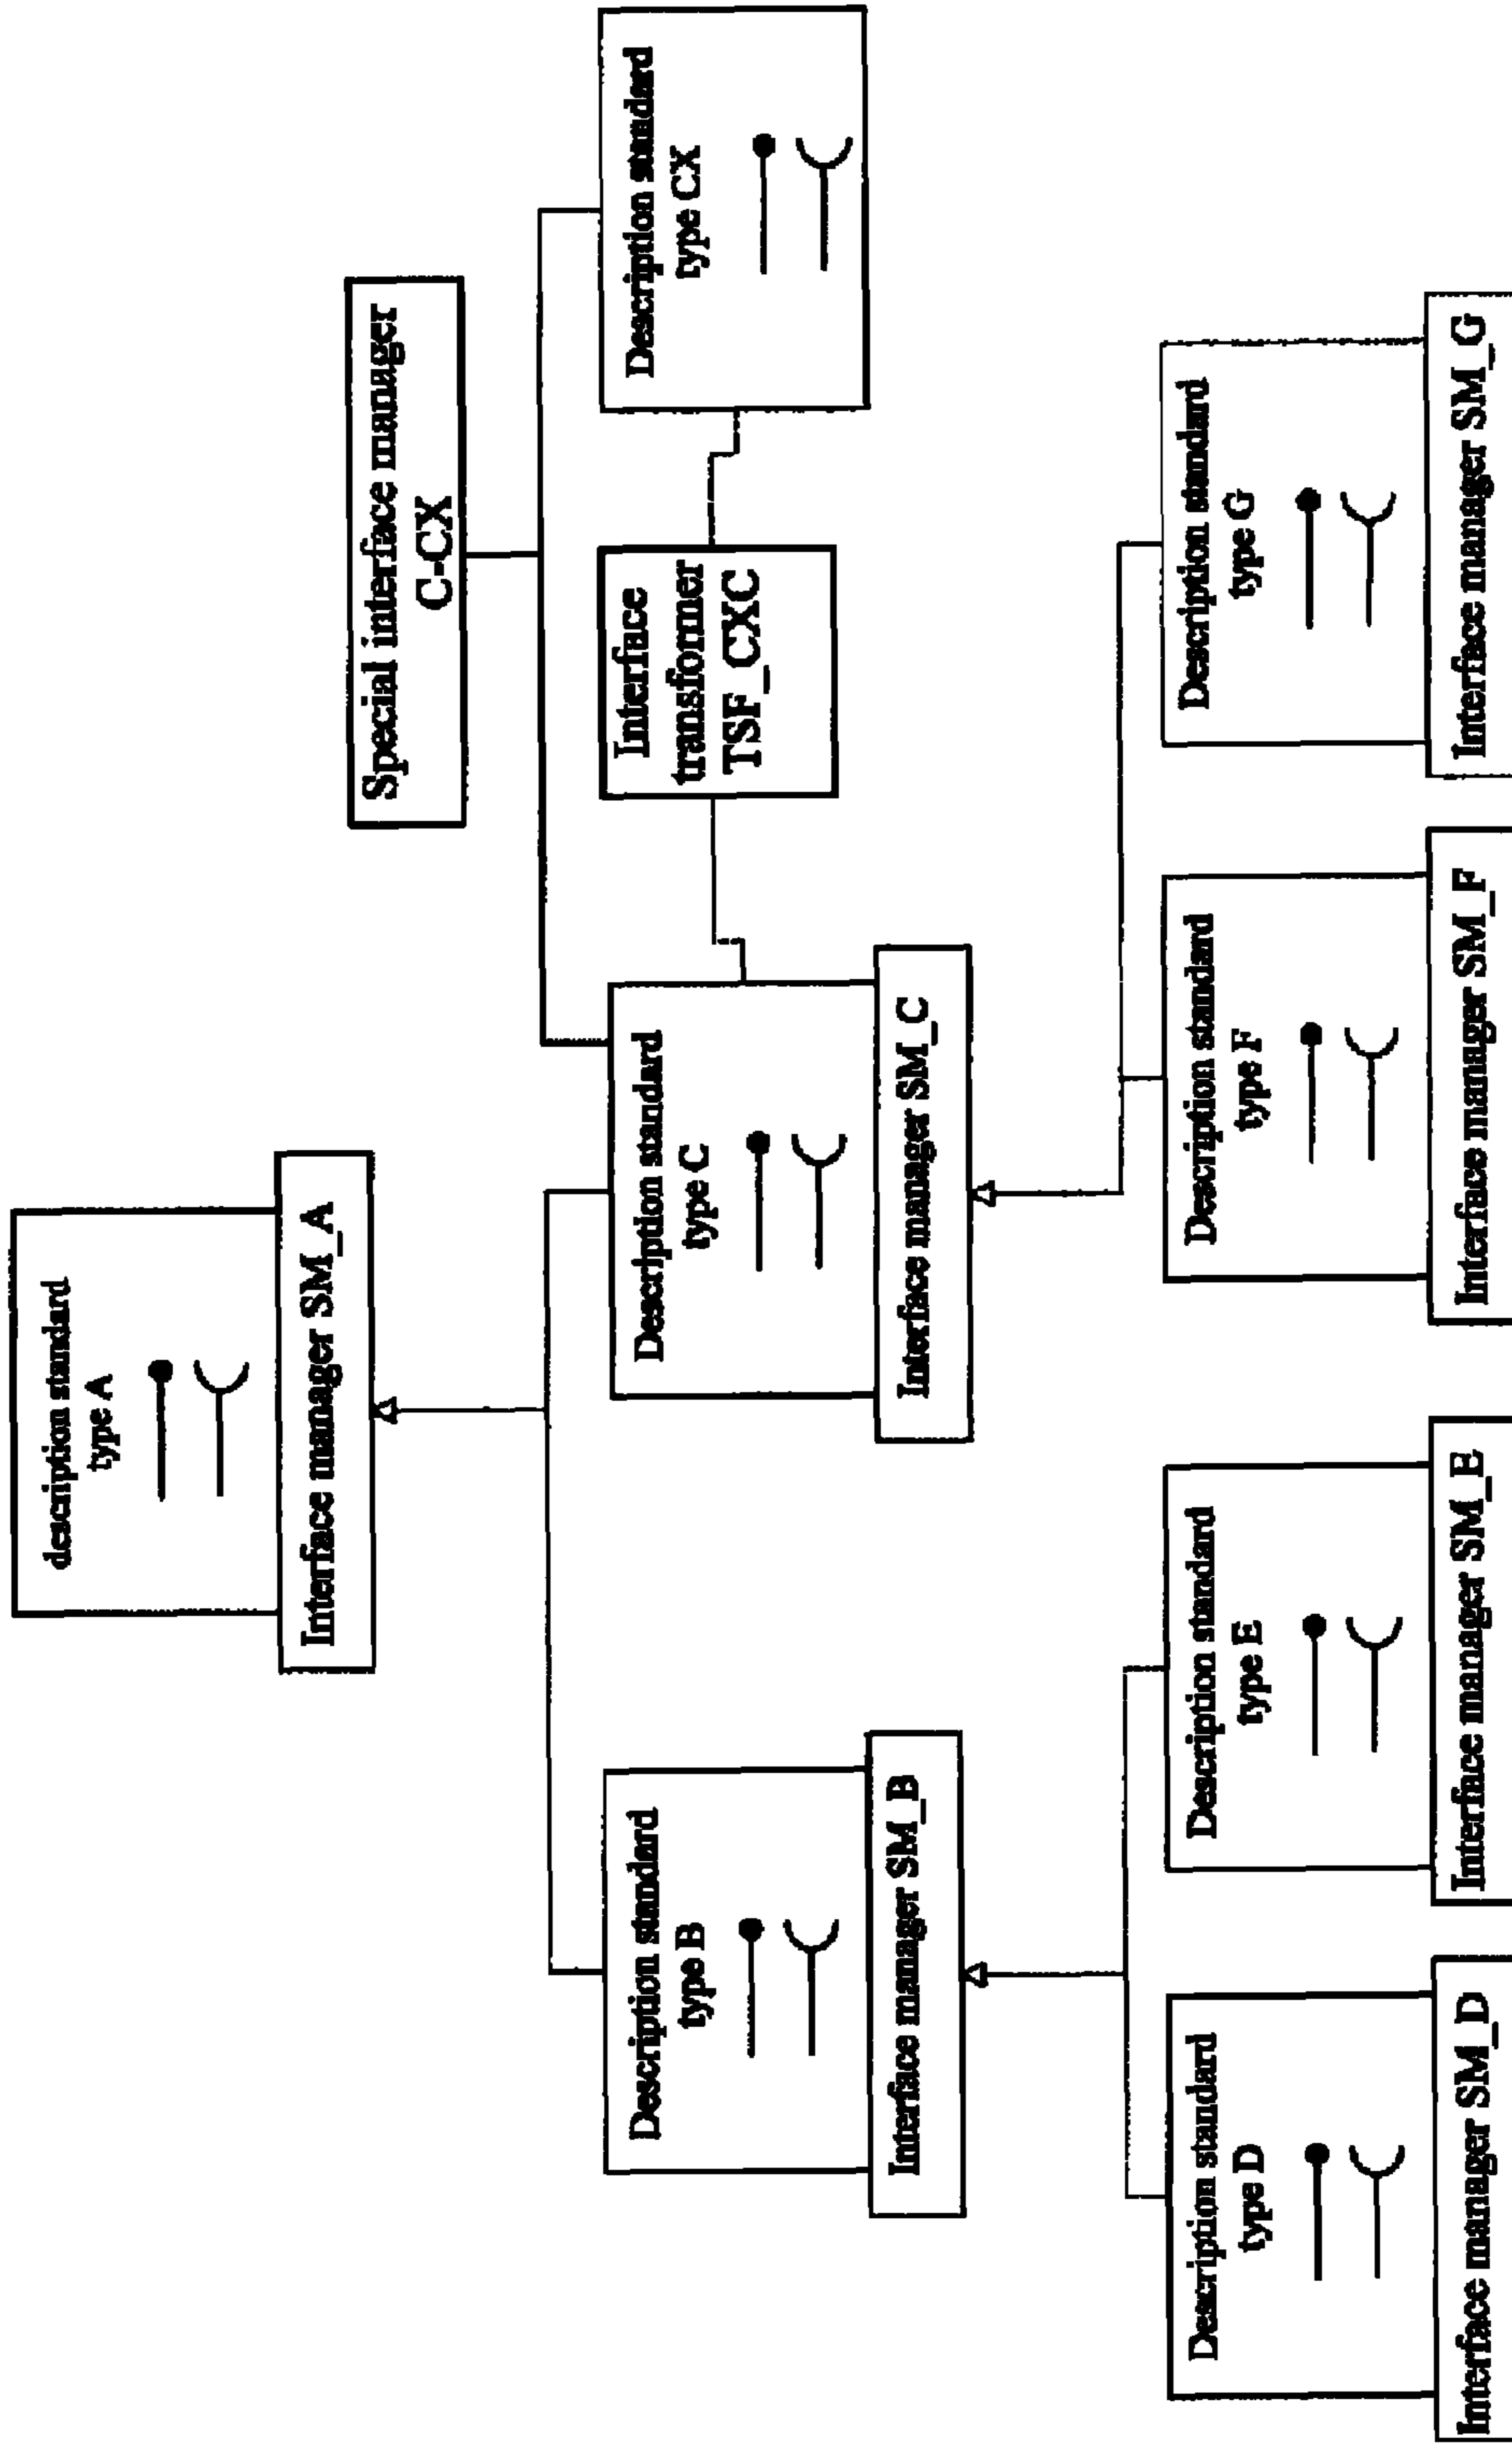 description standard
type A
Interface manager SM_A
Special interface manager
C-CX
Description standard
type B
Interface manager SM_B
Description standard
type C
Interface manager SM_C
Interface
transformer
TSF_CXC
Description standard
type CX
Description standard
type D
Interface manager SM_D
Description standard
type E
Interface manager SM_E
Description standard
type F
Interface manager SM_F
Description standard
type G
Interface manager SM_G